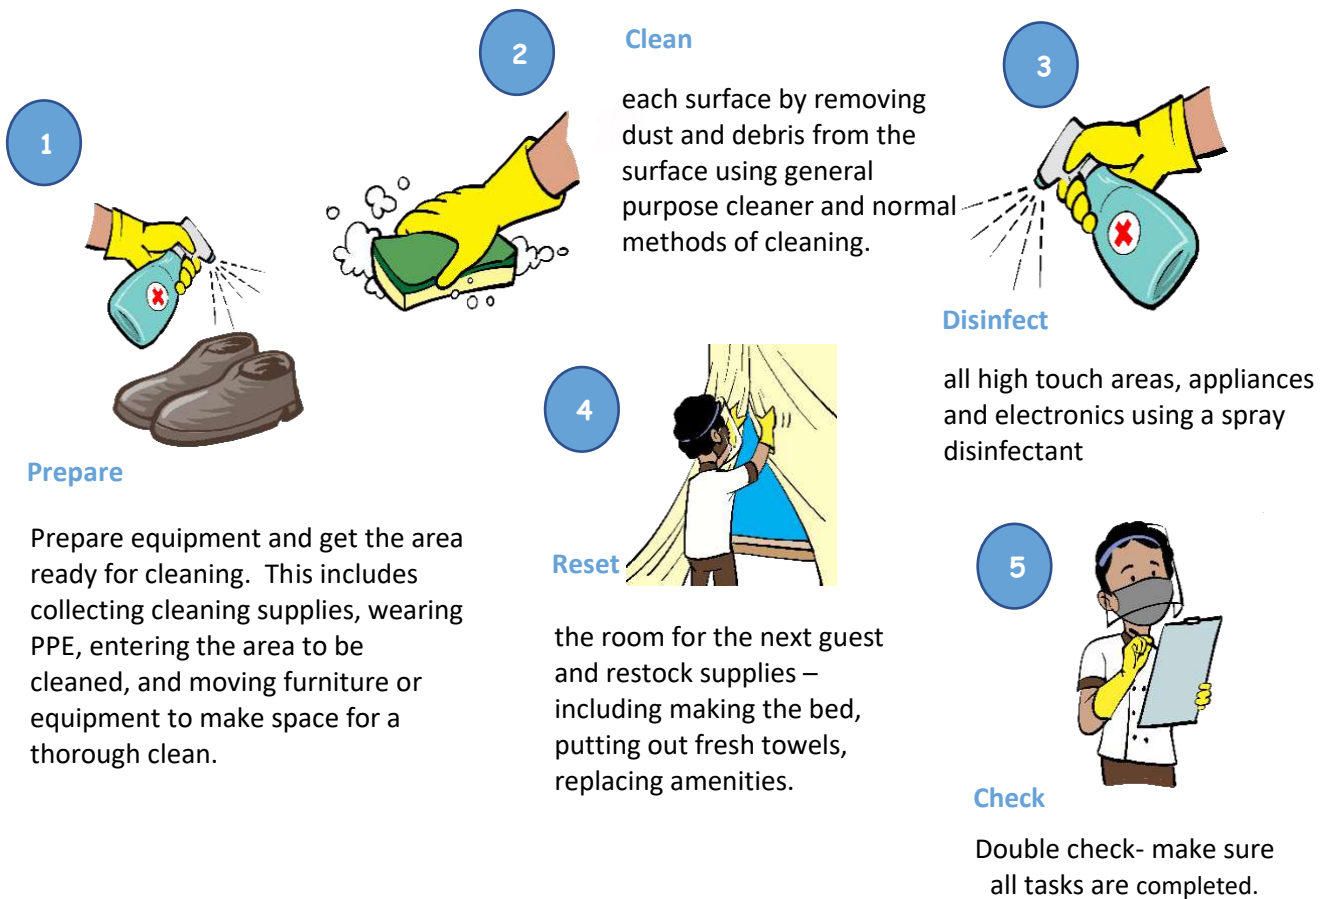 1
Prepare
Prepare equipment and get the area
ready for cleaning.  This includes
collecting cleaning supplies, wearing
PPE, entering the area to be
cleaned, and moving furniture or
equipment to make space for a
thorough clean.
2
Clean
each surface by removing
dust and debris from the
surface using general
purpose cleaner and normal
methods of cleaning.
3
Disinfect
all high touch areas, appliances
and electronics using a spray
disinfectant
4
Reset
the room for the next guest
and restock supplies –
including making the bed,
putting out fresh towels,
replacing amenities.
5
Check
Double check- make sure
all tasks are completed.